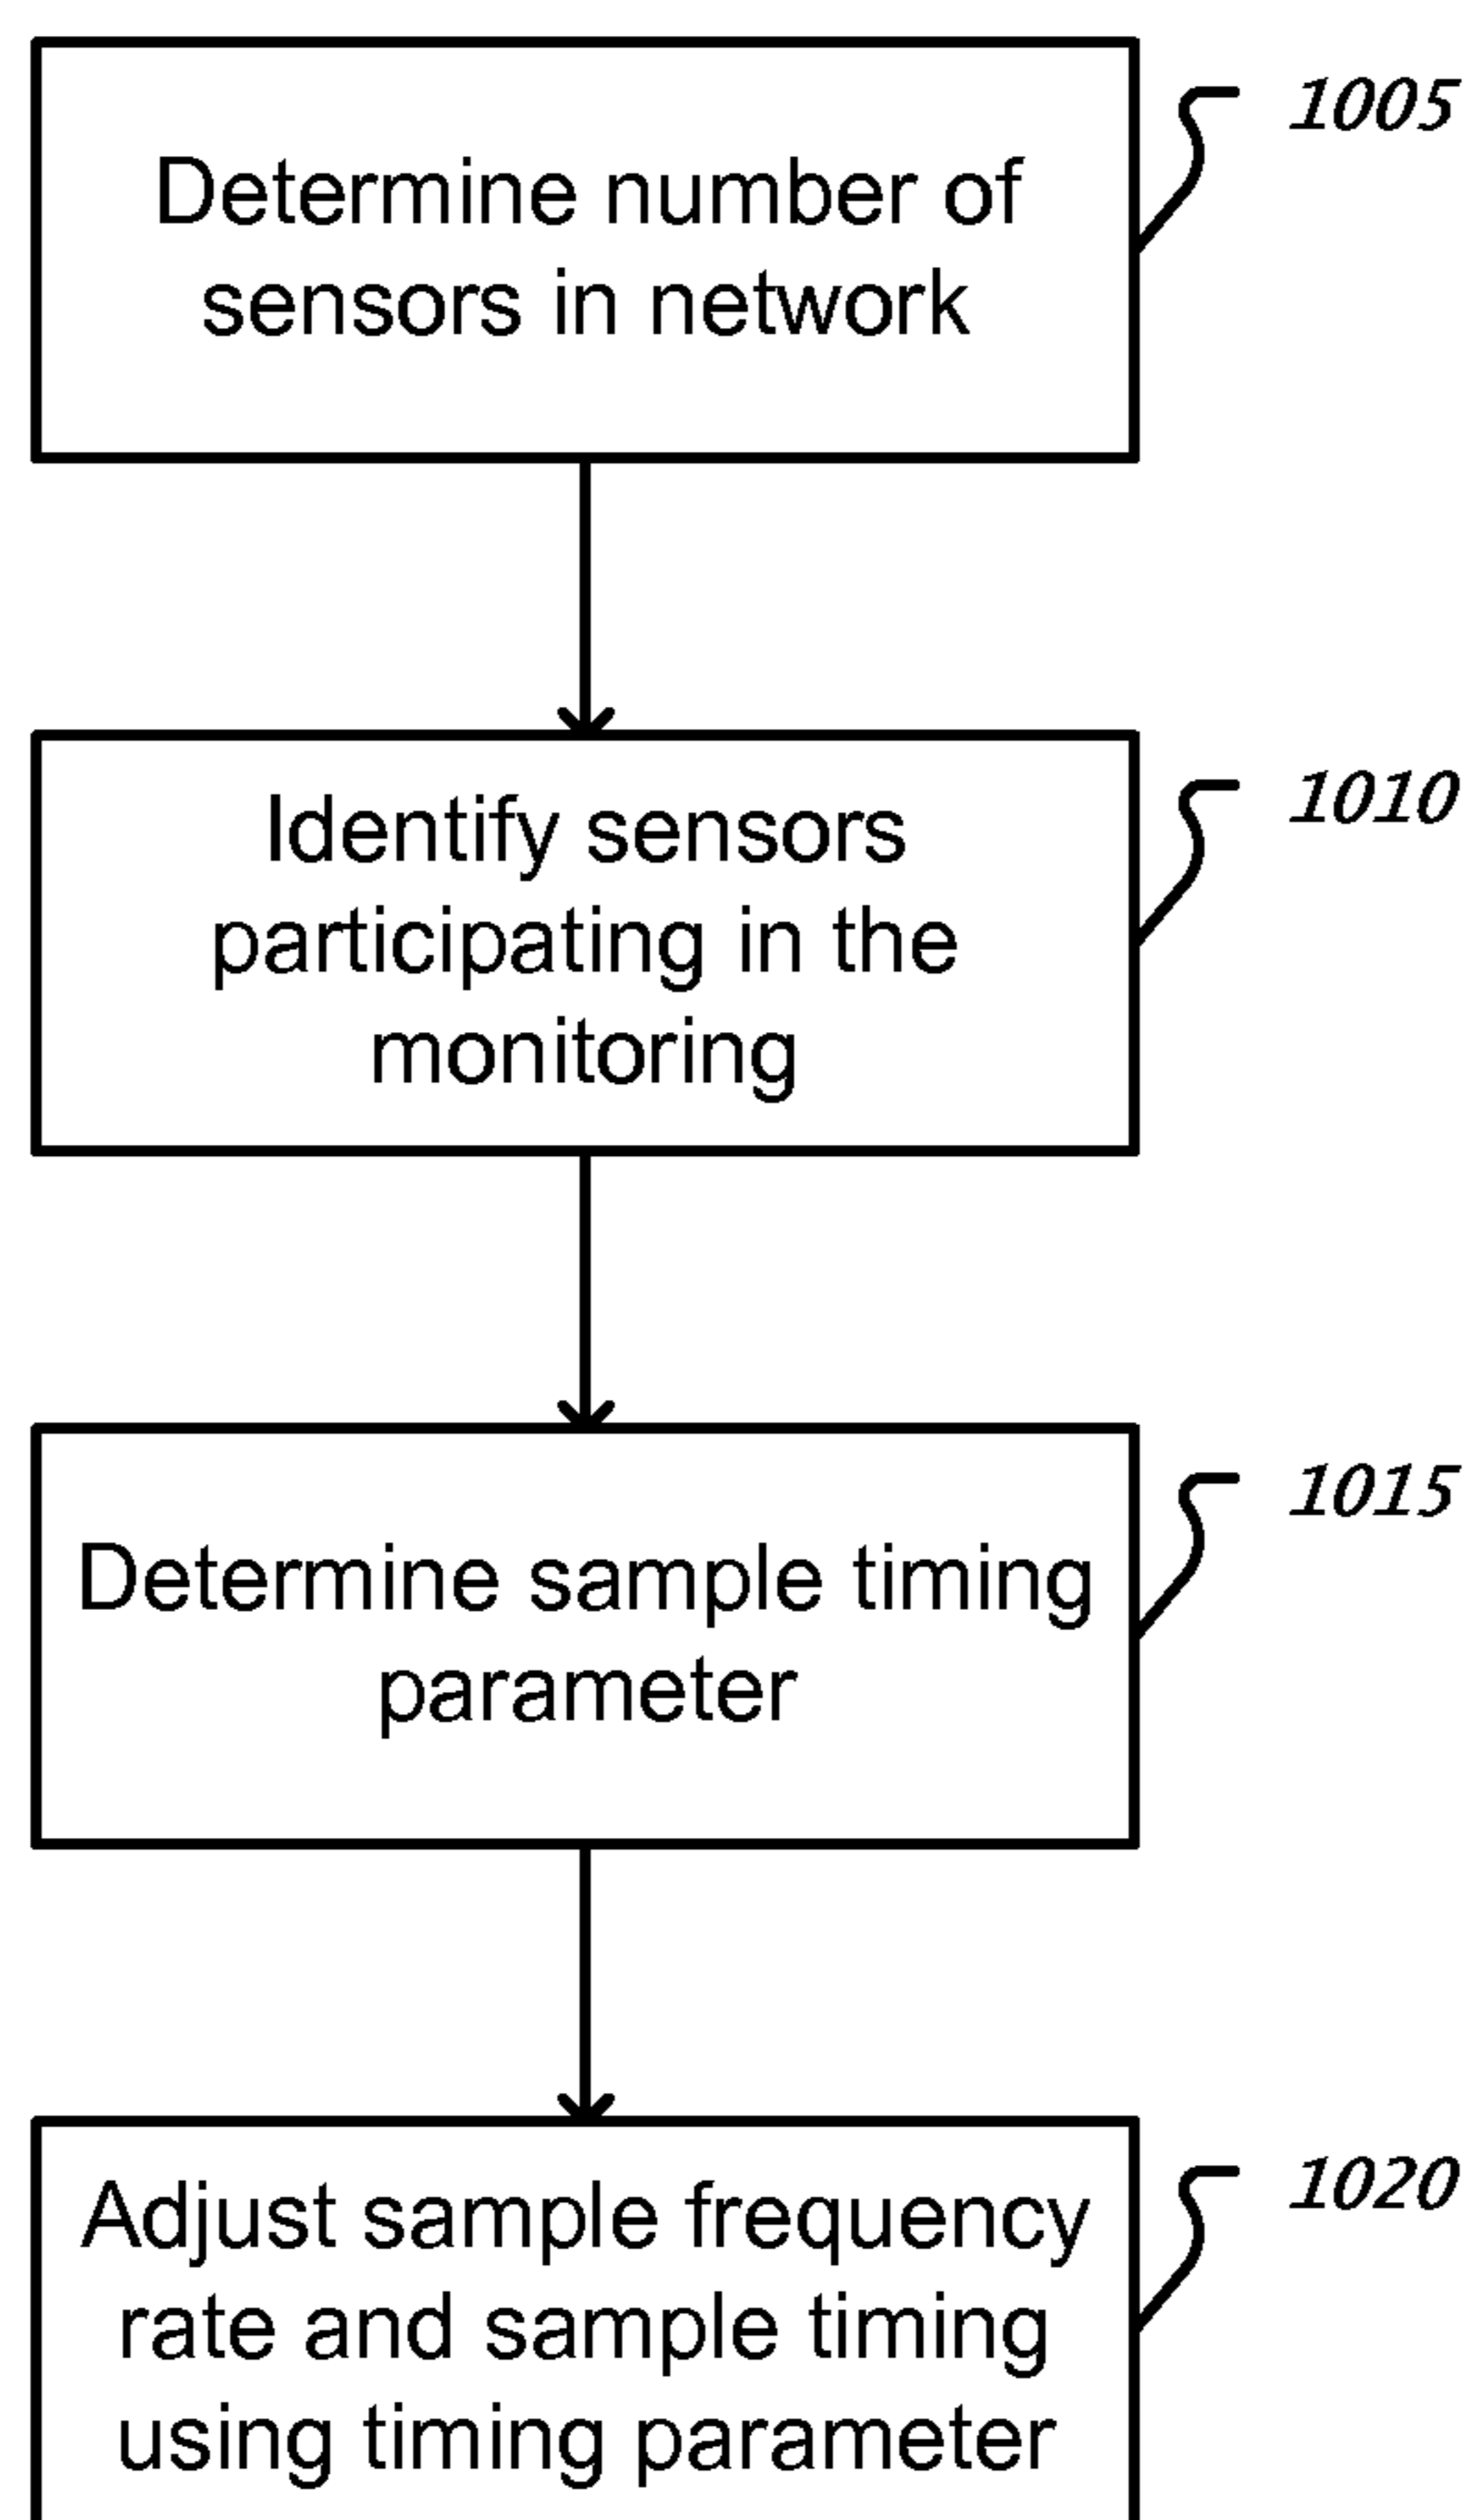 1005
Determine number of
sensors in network
1010
Identify sensors
participating in the
monitoring
1015
Determine sample timing
parameter
1020
Adjust sample frequency
rate and sample timing
using timing parameter